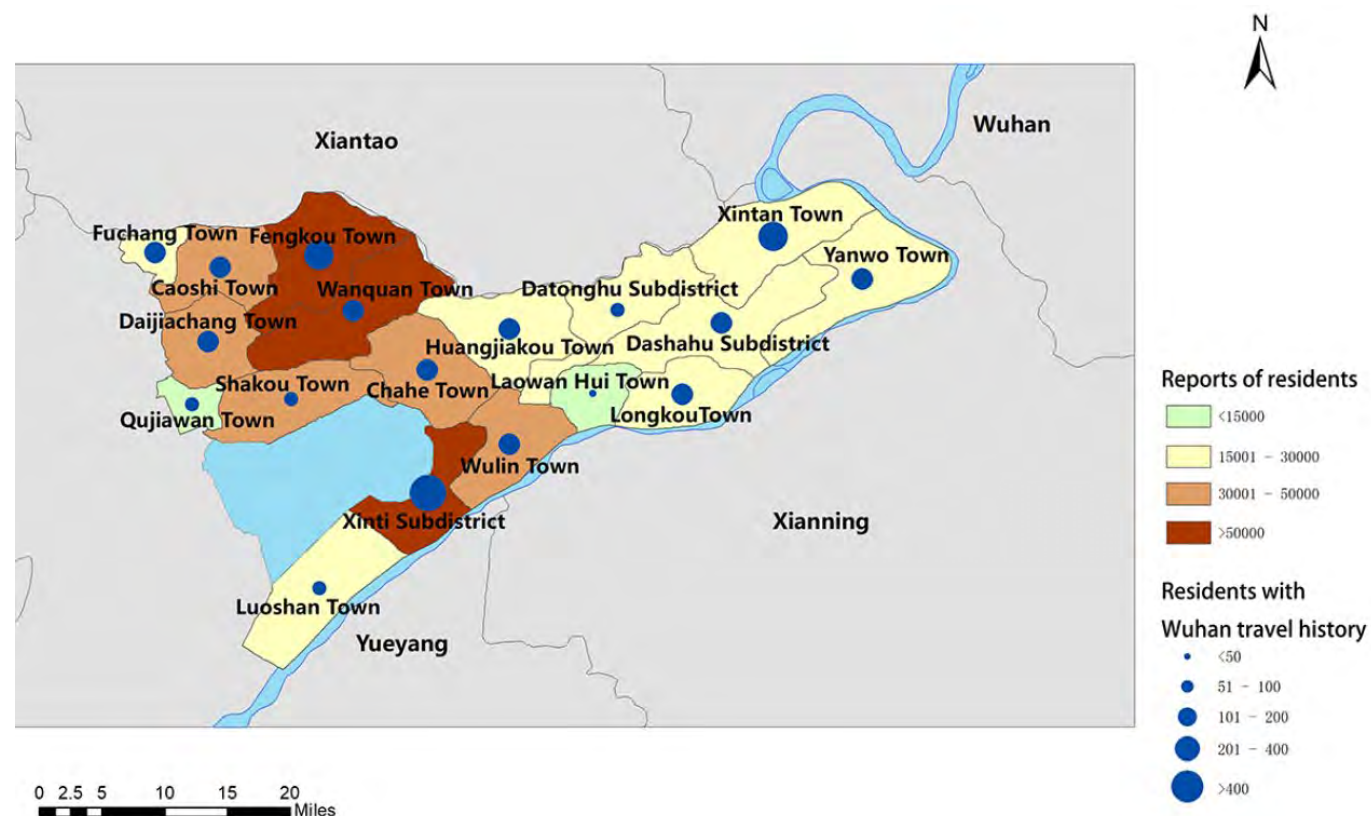 N
Wuhan
Xiantao
Xintan Town
Fuchang Town
Fengkou Town
Yanwo Town
Caoshi Town
Wanquan Town
Datonghu Subdistrict
Daijiachang Town
Huangjiakou Town
Dashahu Subdistrict
Shakou Town
Chahe Town
Laowan Hui Town
Qujiawan Town
LongkouTown
Wulin Town
Xinti Subdistrict
Xianning
Luoshan Town
Yueyang
Reports of residents
<15000
15001 - 30000
30001 - 50000
>50000
Residents with
Wuhan travel history
<50
51 - 100
101 - 200
201 - 400
>400
0 2.5 5 10 15 20
Miles